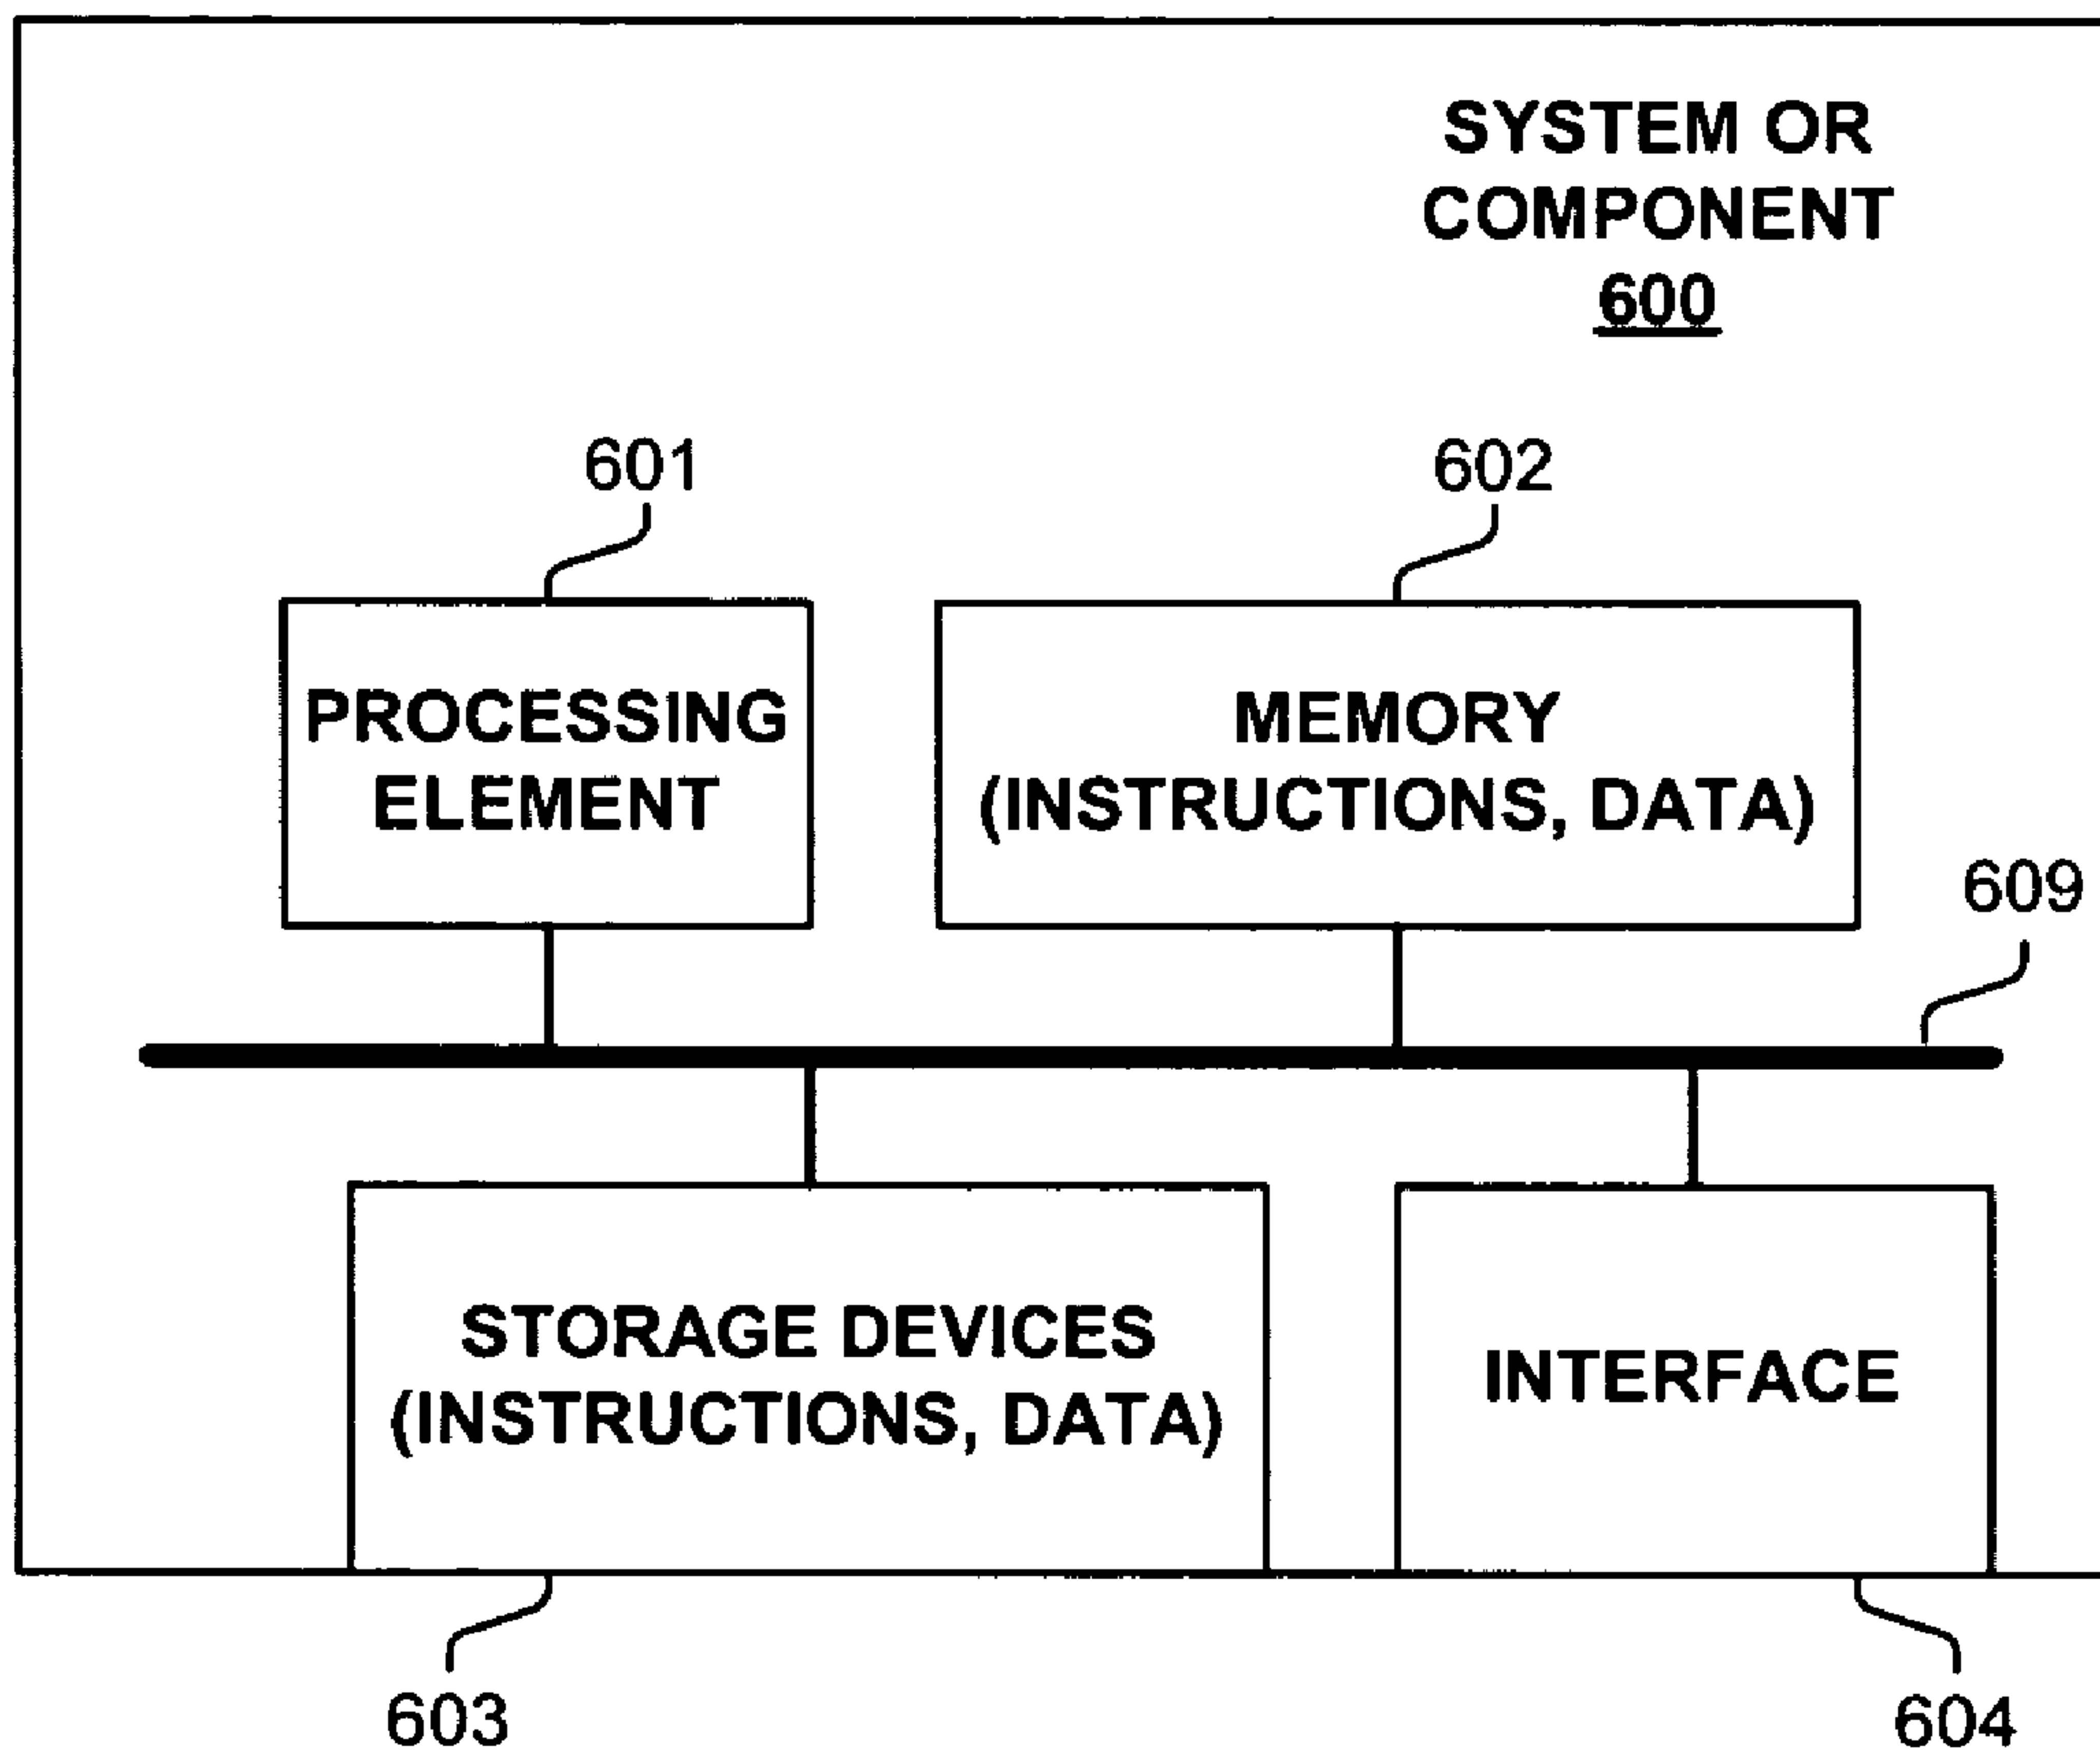 SYSTEM OR
COMPONENT
600
601
602
PROCESSING
ELEMENT
MEMORY
(INSTRUCTIONS, DATA)
609
STORAGE DEVICES
(INSTRUCTIONS, DATA)
INTERFACE
603
604